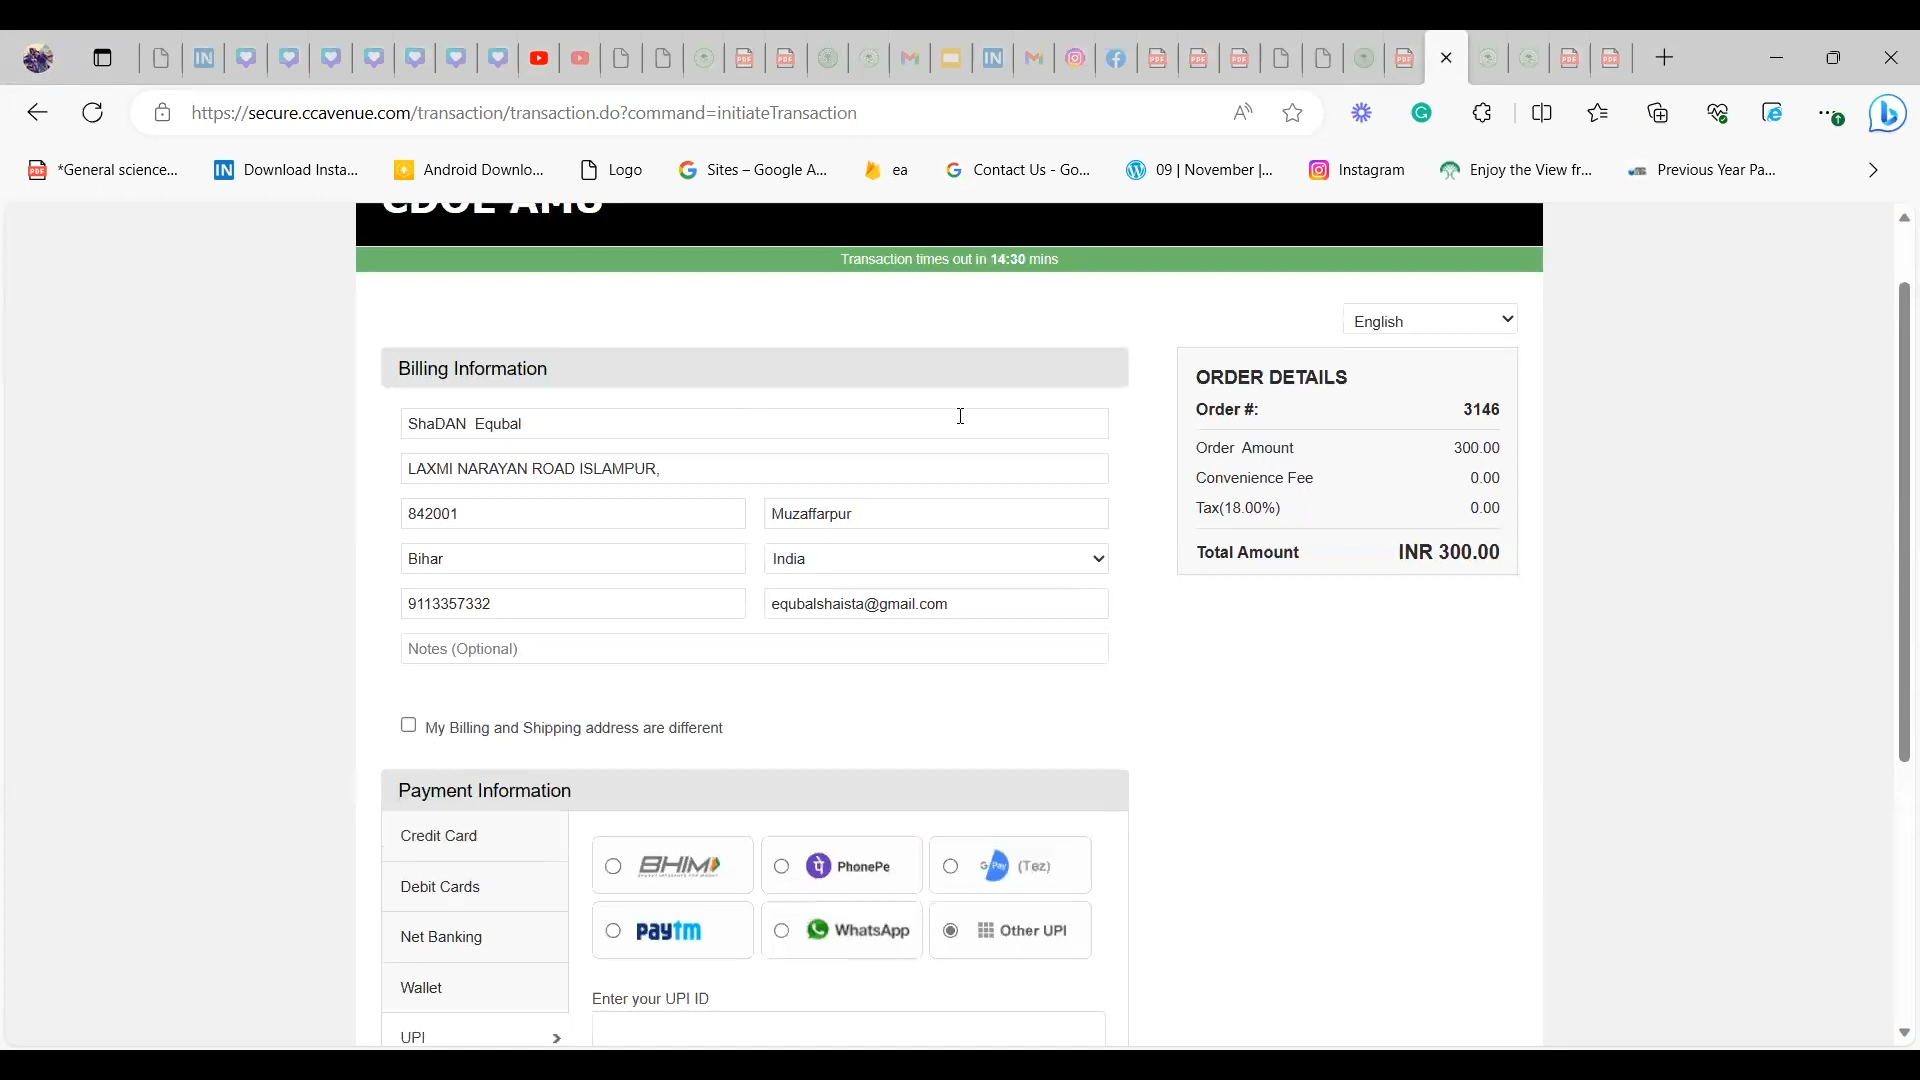 https://secure.ccavenue.com/transaction/transaction.do?command=initiateTransaction
*General science... Download Insta... Android Downlo... Logo Sites – Google A... ea Contact Us - Go... 09 | November |... Instagram Enjoy the View fr... Previous Year Pa...
CDOE AMU
Transaction times out in 14:30 mins
English
Billing Information
ORDER DETAILS
Order #: 3146
ShaDAN Equbal
Order Amount 300.00
LAXMI NARAYAN ROAD ISLAMPUR,
Convenience Fee 0.00
842001 Muzaffarpur
Tax(18.00%) 0.00
Bihar India
Total Amount INR 300.00
9113357332 equbalshaista@gmail.com
Notes (Optional)
My Billing and Shipping address are different
Payment Information
Credit Card
BHIM PhonePe G Pay (Tez)
Debit Cards
Net Banking
paytm WhatsApp Other UPI
Wallet
Enter your UPI ID
UPI